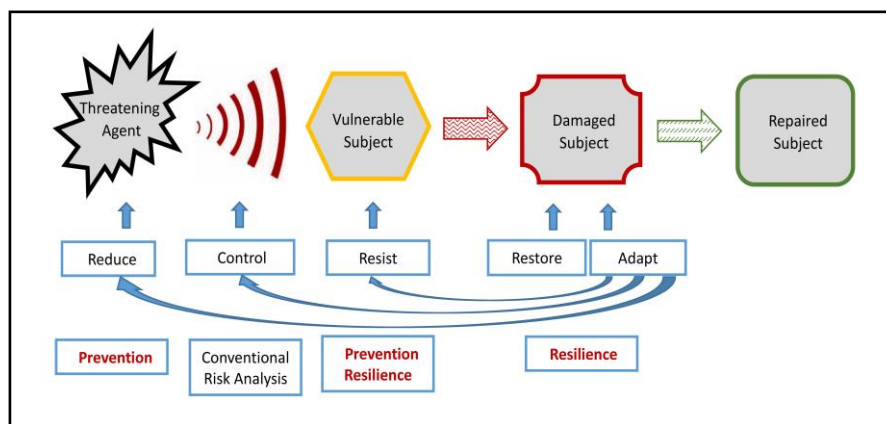 Threatening
Agent
Vulnerable
Subject
Damaged
Subject
Repaired
Subject
Reduce
Control
Resist
Restore
Adapt
Prevention
Conventional
Risk Analysis
Prevention
Resilience
Resilience